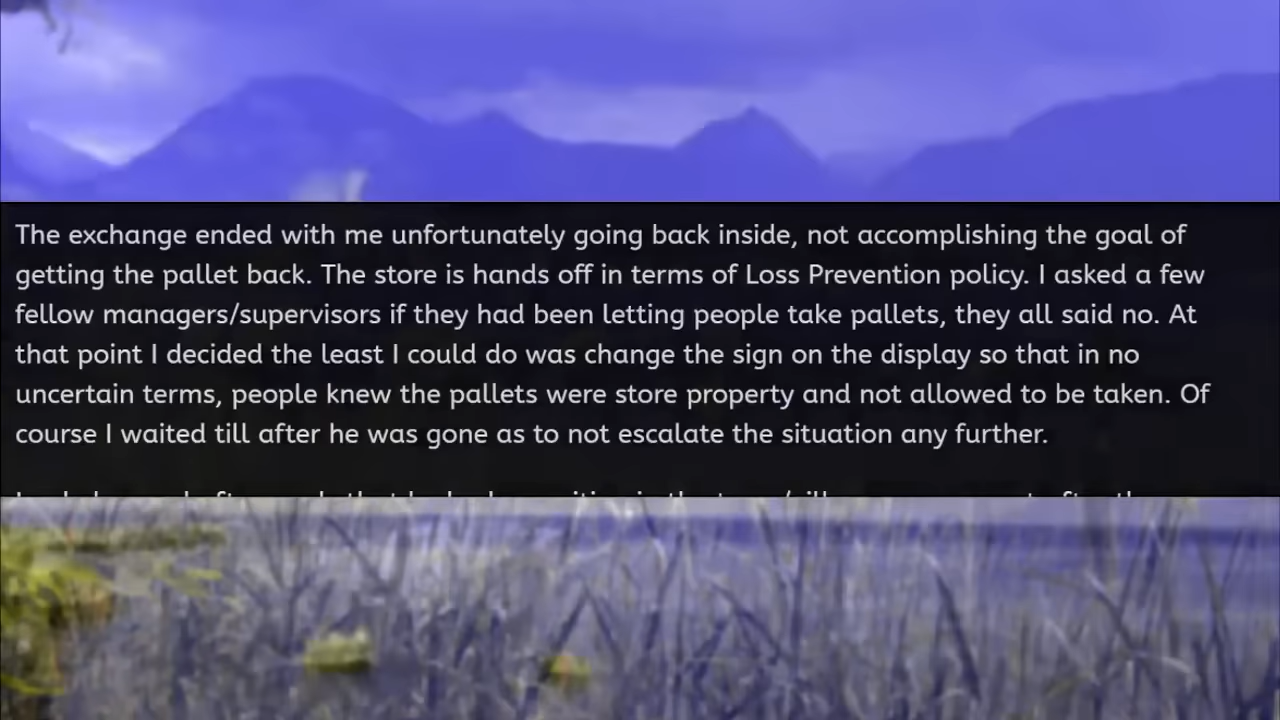 The exchange ended with me unfortunately going back inside, not accomplishing the goal of
getting the pallet back. The store is hands off in terms of Loss Prevention policy. I asked a few
fellow managers/supervisors if they had been letting people take pallets, they all said no. At
that point I decided the least I could do was change the sign on the display so that in no
uncertain terms, people knew the pallets were store property and not allowed to be taken. Of
course I waited till after he was gone as to not escalate the situation any further.